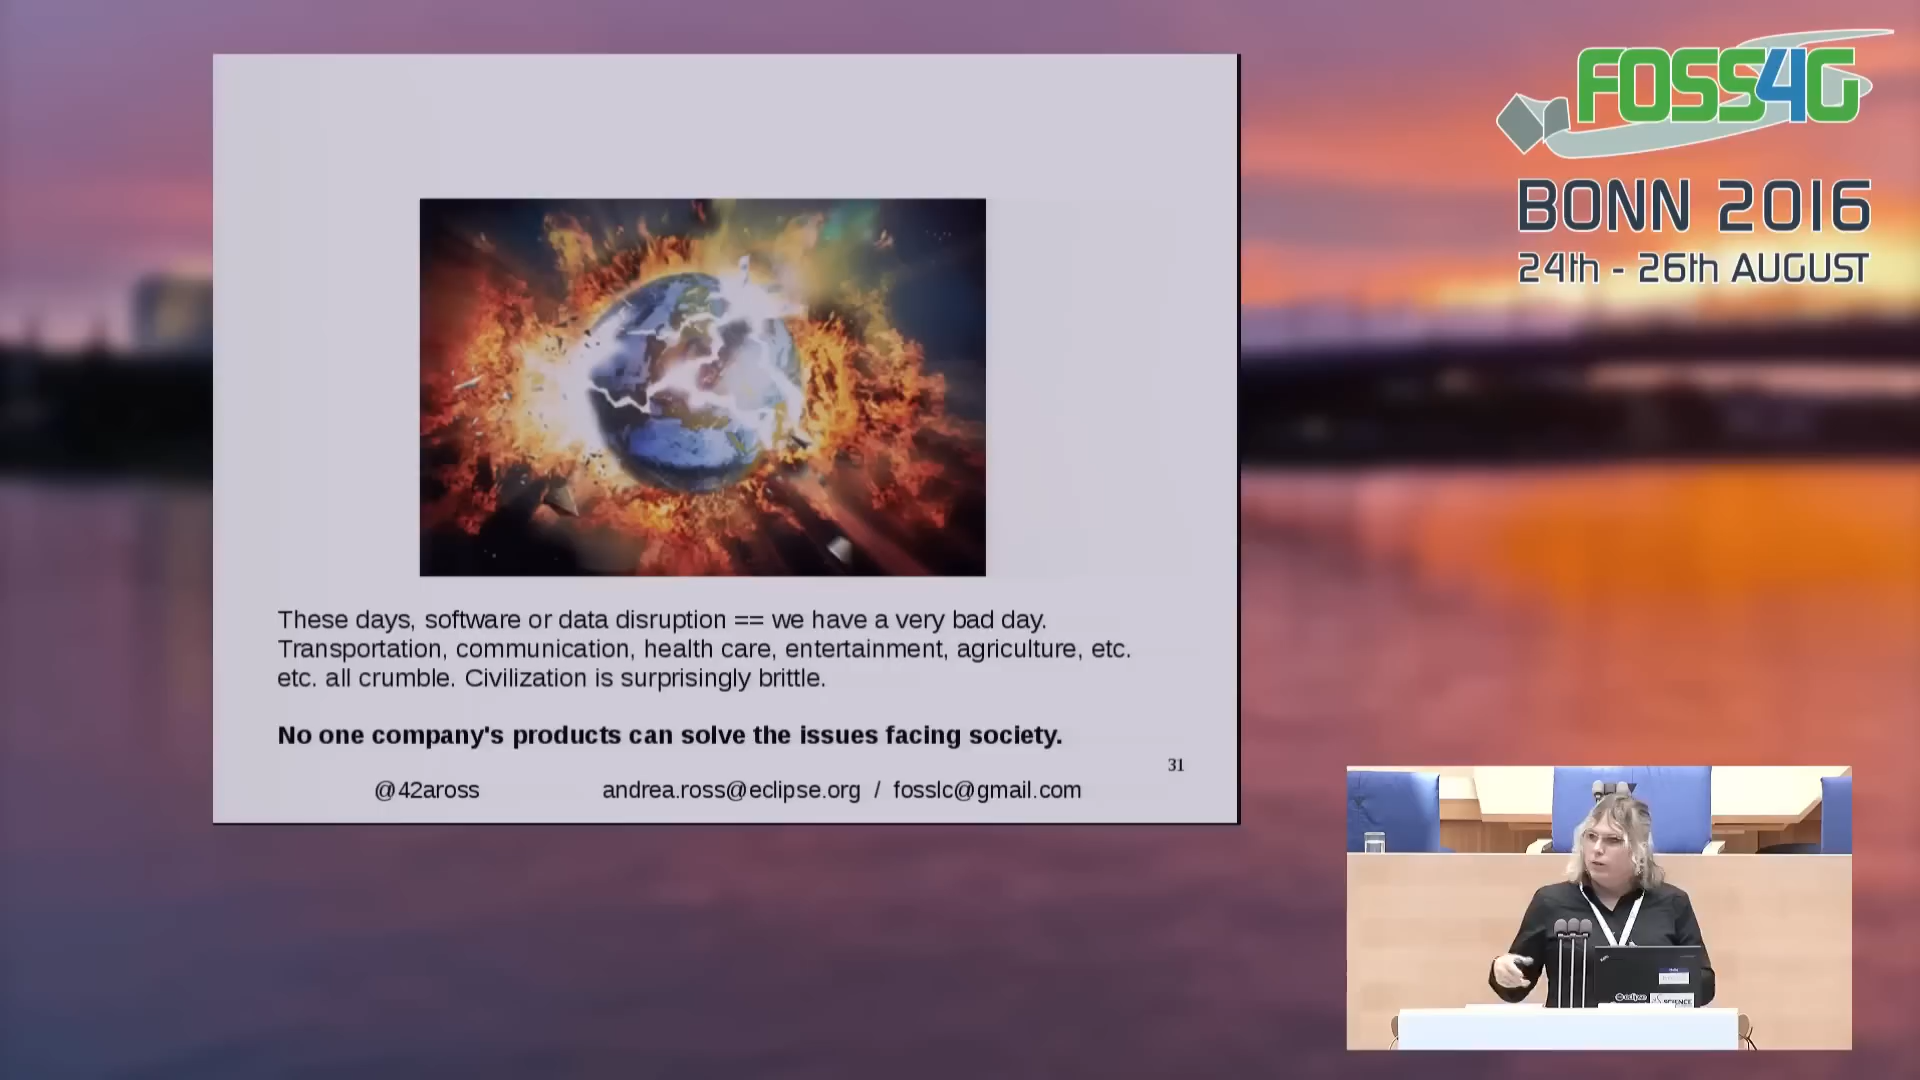 FOSS4G
BONN 2016
24th - 26th AUGUST
These days, software or data disruption == we have a very bad day.
Transportation, communication, health care, entertainment, agriculture, etc.
etc. all crumble. Civilization is surprisingly brittle.
No one company's products can solve the issues facing society.
31
@42aross
andrea.ross@eclipse.org / fosslc@gmail.com
eclipse
SCIENCE